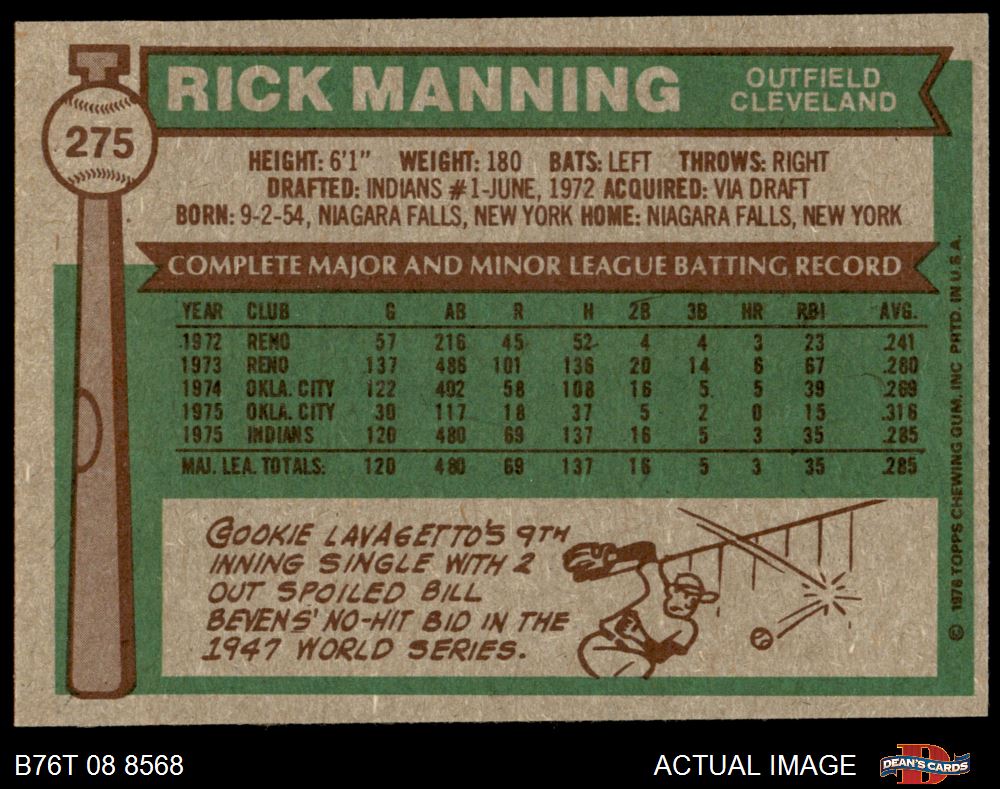 275
RICK MANNING
OUTFIELD
CLEVELAND
HEIGHT: 6'1" WEIGHT: 180 BATS: LEFT THROWS: RIGHT
DRAFTED: INDIANS #1-JUNE, 1972 ACQUIRED: VIA DRAFT
BORN: 9-2-54, NIAGARA FALLS, NEW YORK HOME: NIAGARA FALLS, NEW YORK
COMPLETE MAJOR AND MINOR LEAGUE BATTING RECORD
YEAR CLUB G AB R H 2B 3B HR RBI AVG.
1972 RENO 57 216 45 52 4 4 3 23 .241
1973 RENO 137 486 101 136 20 14 6 67 .280
1974 OKLA. CITY 122 402 58 108 16 5 5 39 .269
1975 OKLA. CITY 30 117 18 37 5 2 0 15 .316
1975 INDIANS 120 480 69 137 16 5 3 35 .285
MAJ. LEA. TOTALS: 120 480 69 137 16 5 3 35 .285
COOKIE LAVAGETTO'S 9TH
INNING SINGLE WITH 2
OUT SPOILED BILL
BEVENS' NO-HIT BID IN THE
1947 WORLD SERIES.
© 1976 TOPPS CHEWING GUM, INC PRTD. IN U.S.A.
B76T 08 8568
ACTUAL IMAGE
DEAN'S CARDS